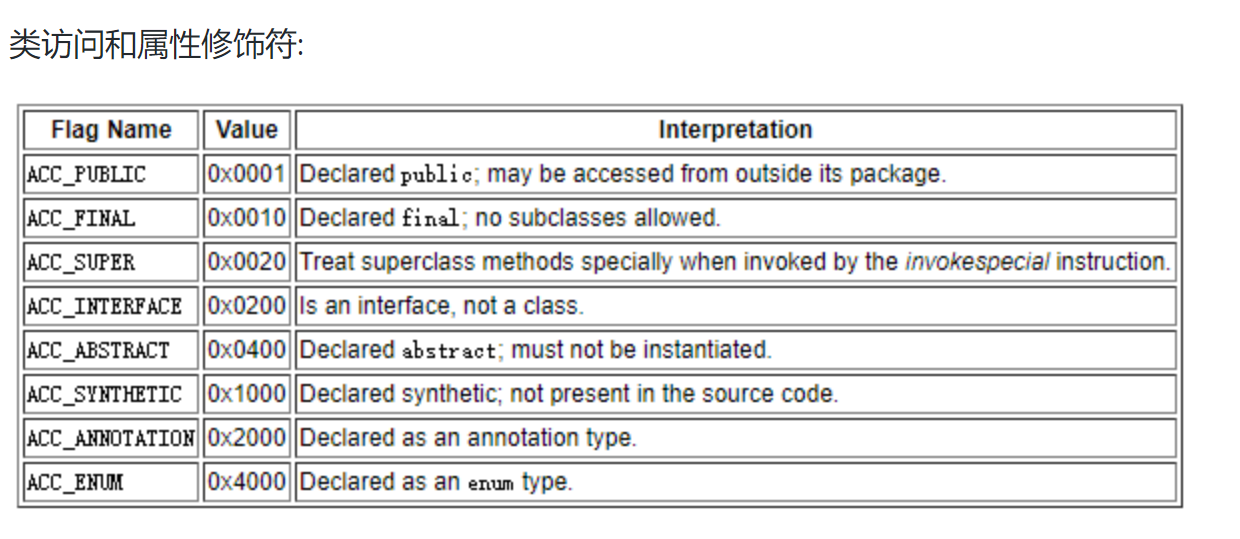 类访问和属性修饰符:
Flag Name Value Interpretation
ACC_PUBLIC 0x0001 Declared public; may be accessed from outside its package.
ACC_FINAL 0x0010 Declared final; no subclasses allowed.
ACC_SUPER 0x0020 Treat superclass methods specially when invoked by the invokespecial instruction.
ACC_INTERFACE 0x0200 Is an interface, not a class.
ACC_ABSTRACT 0x0400 Declared abstract; must not be instantiated.
ACC_SYNTHETIC 0x1000 Declared synthetic; not present in the source code.
ACC_ANNOTATION 0x2000 Declared as an annotation type.
ACC_ENUM 0x4000 Declared as an enum type.